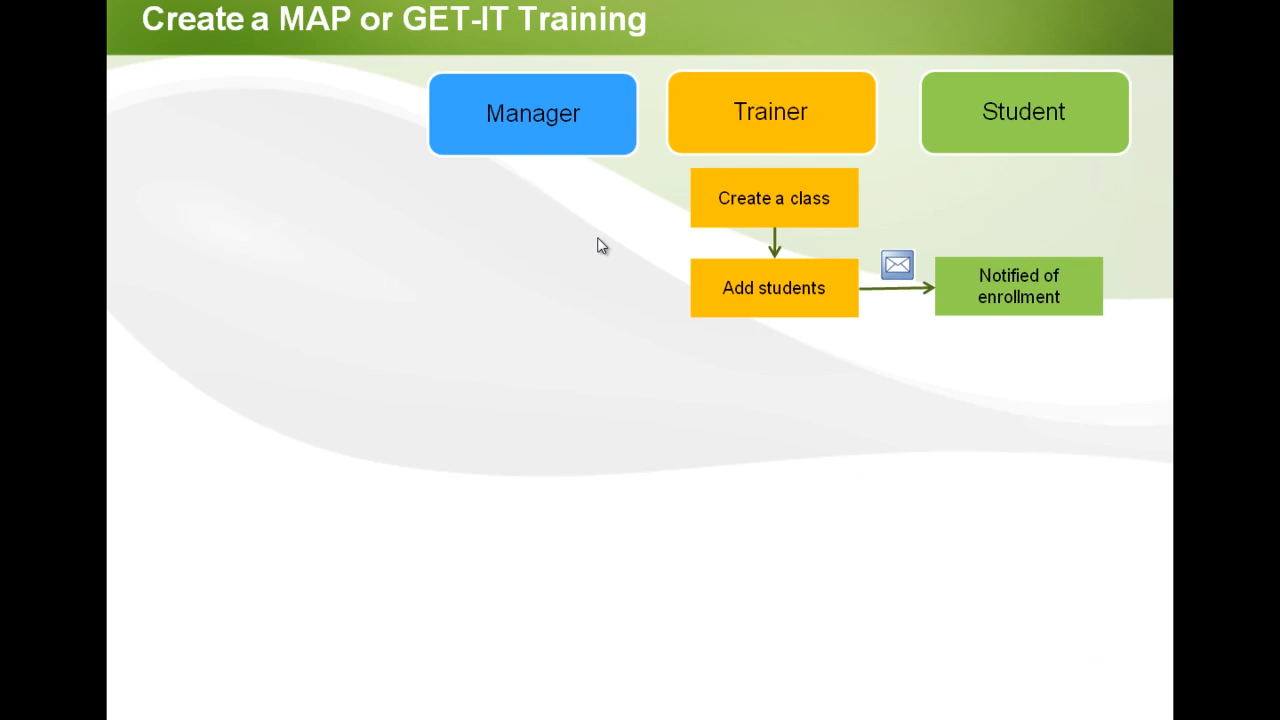 Create a MAP or GET-IT Training
Manager
Trainer
Student
Create a class
Add students
Notified of
enrollment